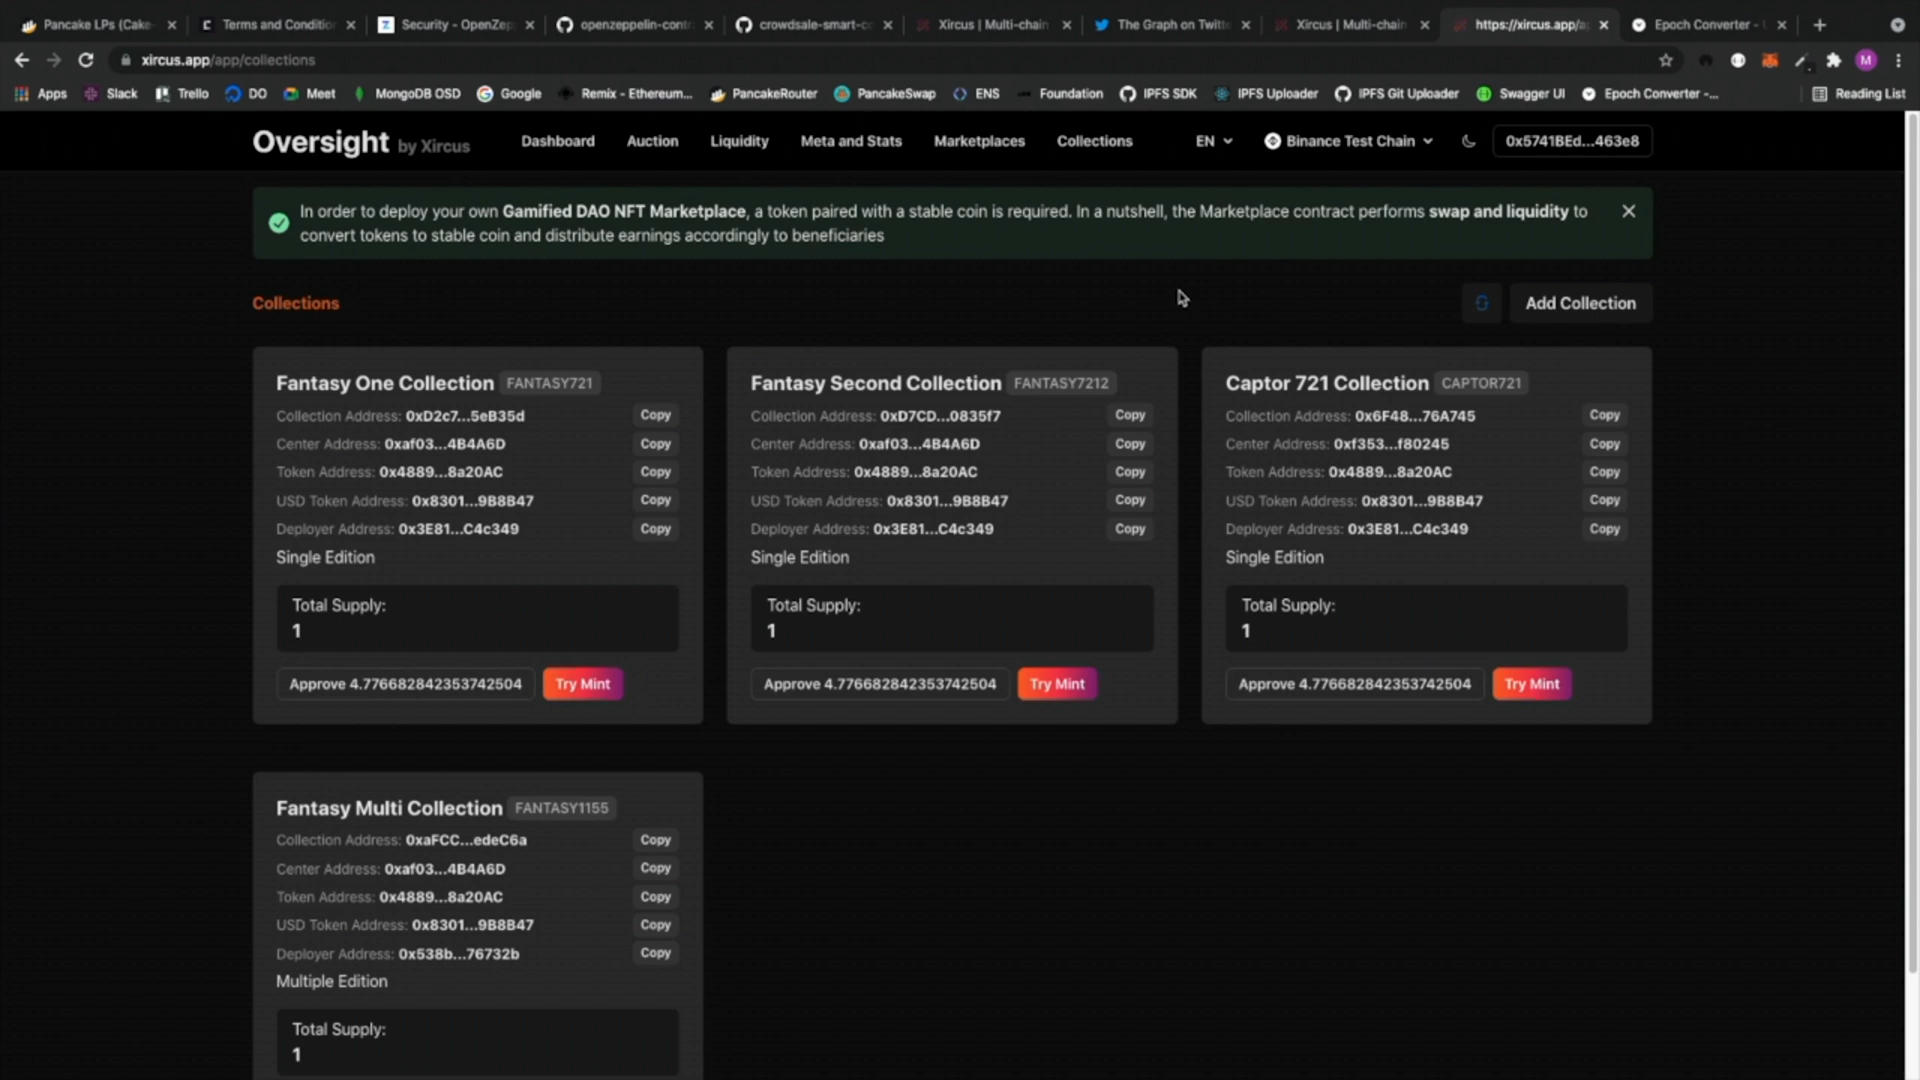 Pancake LPs (Cake-
Terms and Condition
Security - OpenZep
openzeppelin-contr
crowdsale-smart-co
Xircus | Multi-chain
The Graph on Twitt
Xircus | Multi-chain
https://xircus.app/a
Epoch Converter -
xircus.app/app/collections
M
Apps
Slack
Trello
DO
Meet
MongoDB OSD
Google
Remix - Ethereum...
PancakeRouter
PancakeSwap
ENS
Foundation
IPFS SDK
IPFS Uploader
IPFS Git Uploader
Swagger UI
Epoch Converter -...
Reading List
Oversight by Xircus
Dashboard
Auction
Liquidity
Meta and Stats
Marketplaces
Collections
EN
Binance Test Chain
0x5741BEd...463e8
In order to deploy your own Gamified DAO NFT Marketplace, a token paired with a stable coin is required. In a nutshell, the Marketplace contract performs swap and liquidity to
convert tokens to stable coin and distribute earnings accordingly to beneficiaries
Collections
Add Collection
Fantasy One Collection FANTASY721
Collection Address: 0xD2c7...5eB35d Copy
Center Address: 0xaf03...4B4A6D Copy
Token Address: 0x4889...8a20AC Copy
USD Token Address: 0x8301...9B8B47 Copy
Deployer Address: 0x3E81...C4c349 Copy
Single Edition
Total Supply:
1
Approve 4.776682842353742504 Try Mint
Fantasy Second Collection FANTASY7212
Collection Address: 0xD7CD...0835f7 Copy
Center Address: 0xaf03...4B4A6D Copy
Token Address: 0x4889...8a20AC Copy
USD Token Address: 0x8301...9B8B47 Copy
Deployer Address: 0x3E81...C4c349 Copy
Single Edition
Total Supply:
1
Approve 4.776682842353742504 Try Mint
Captor 721 Collection CAPTOR721
Collection Address: 0x6F48...76A745 Copy
Center Address: 0xf353...f80245 Copy
Token Address: 0x4889...8a20AC Copy
USD Token Address: 0x8301...9B8B47 Copy
Deployer Address: 0x3E81...C4c349 Copy
Single Edition
Total Supply:
1
Approve 4.776682842353742504 Try Mint
Fantasy Multi Collection FANTASY1155
Collection Address: 0xaFCC...edeC6a Copy
Center Address: 0xaf03...4B4A6D Copy
Token Address: 0x4889...8a20AC Copy
USD Token Address: 0x8301...9B8B47 Copy
Deployer Address: 0x538b...76732b Copy
Multiple Edition
Total Supply:
1